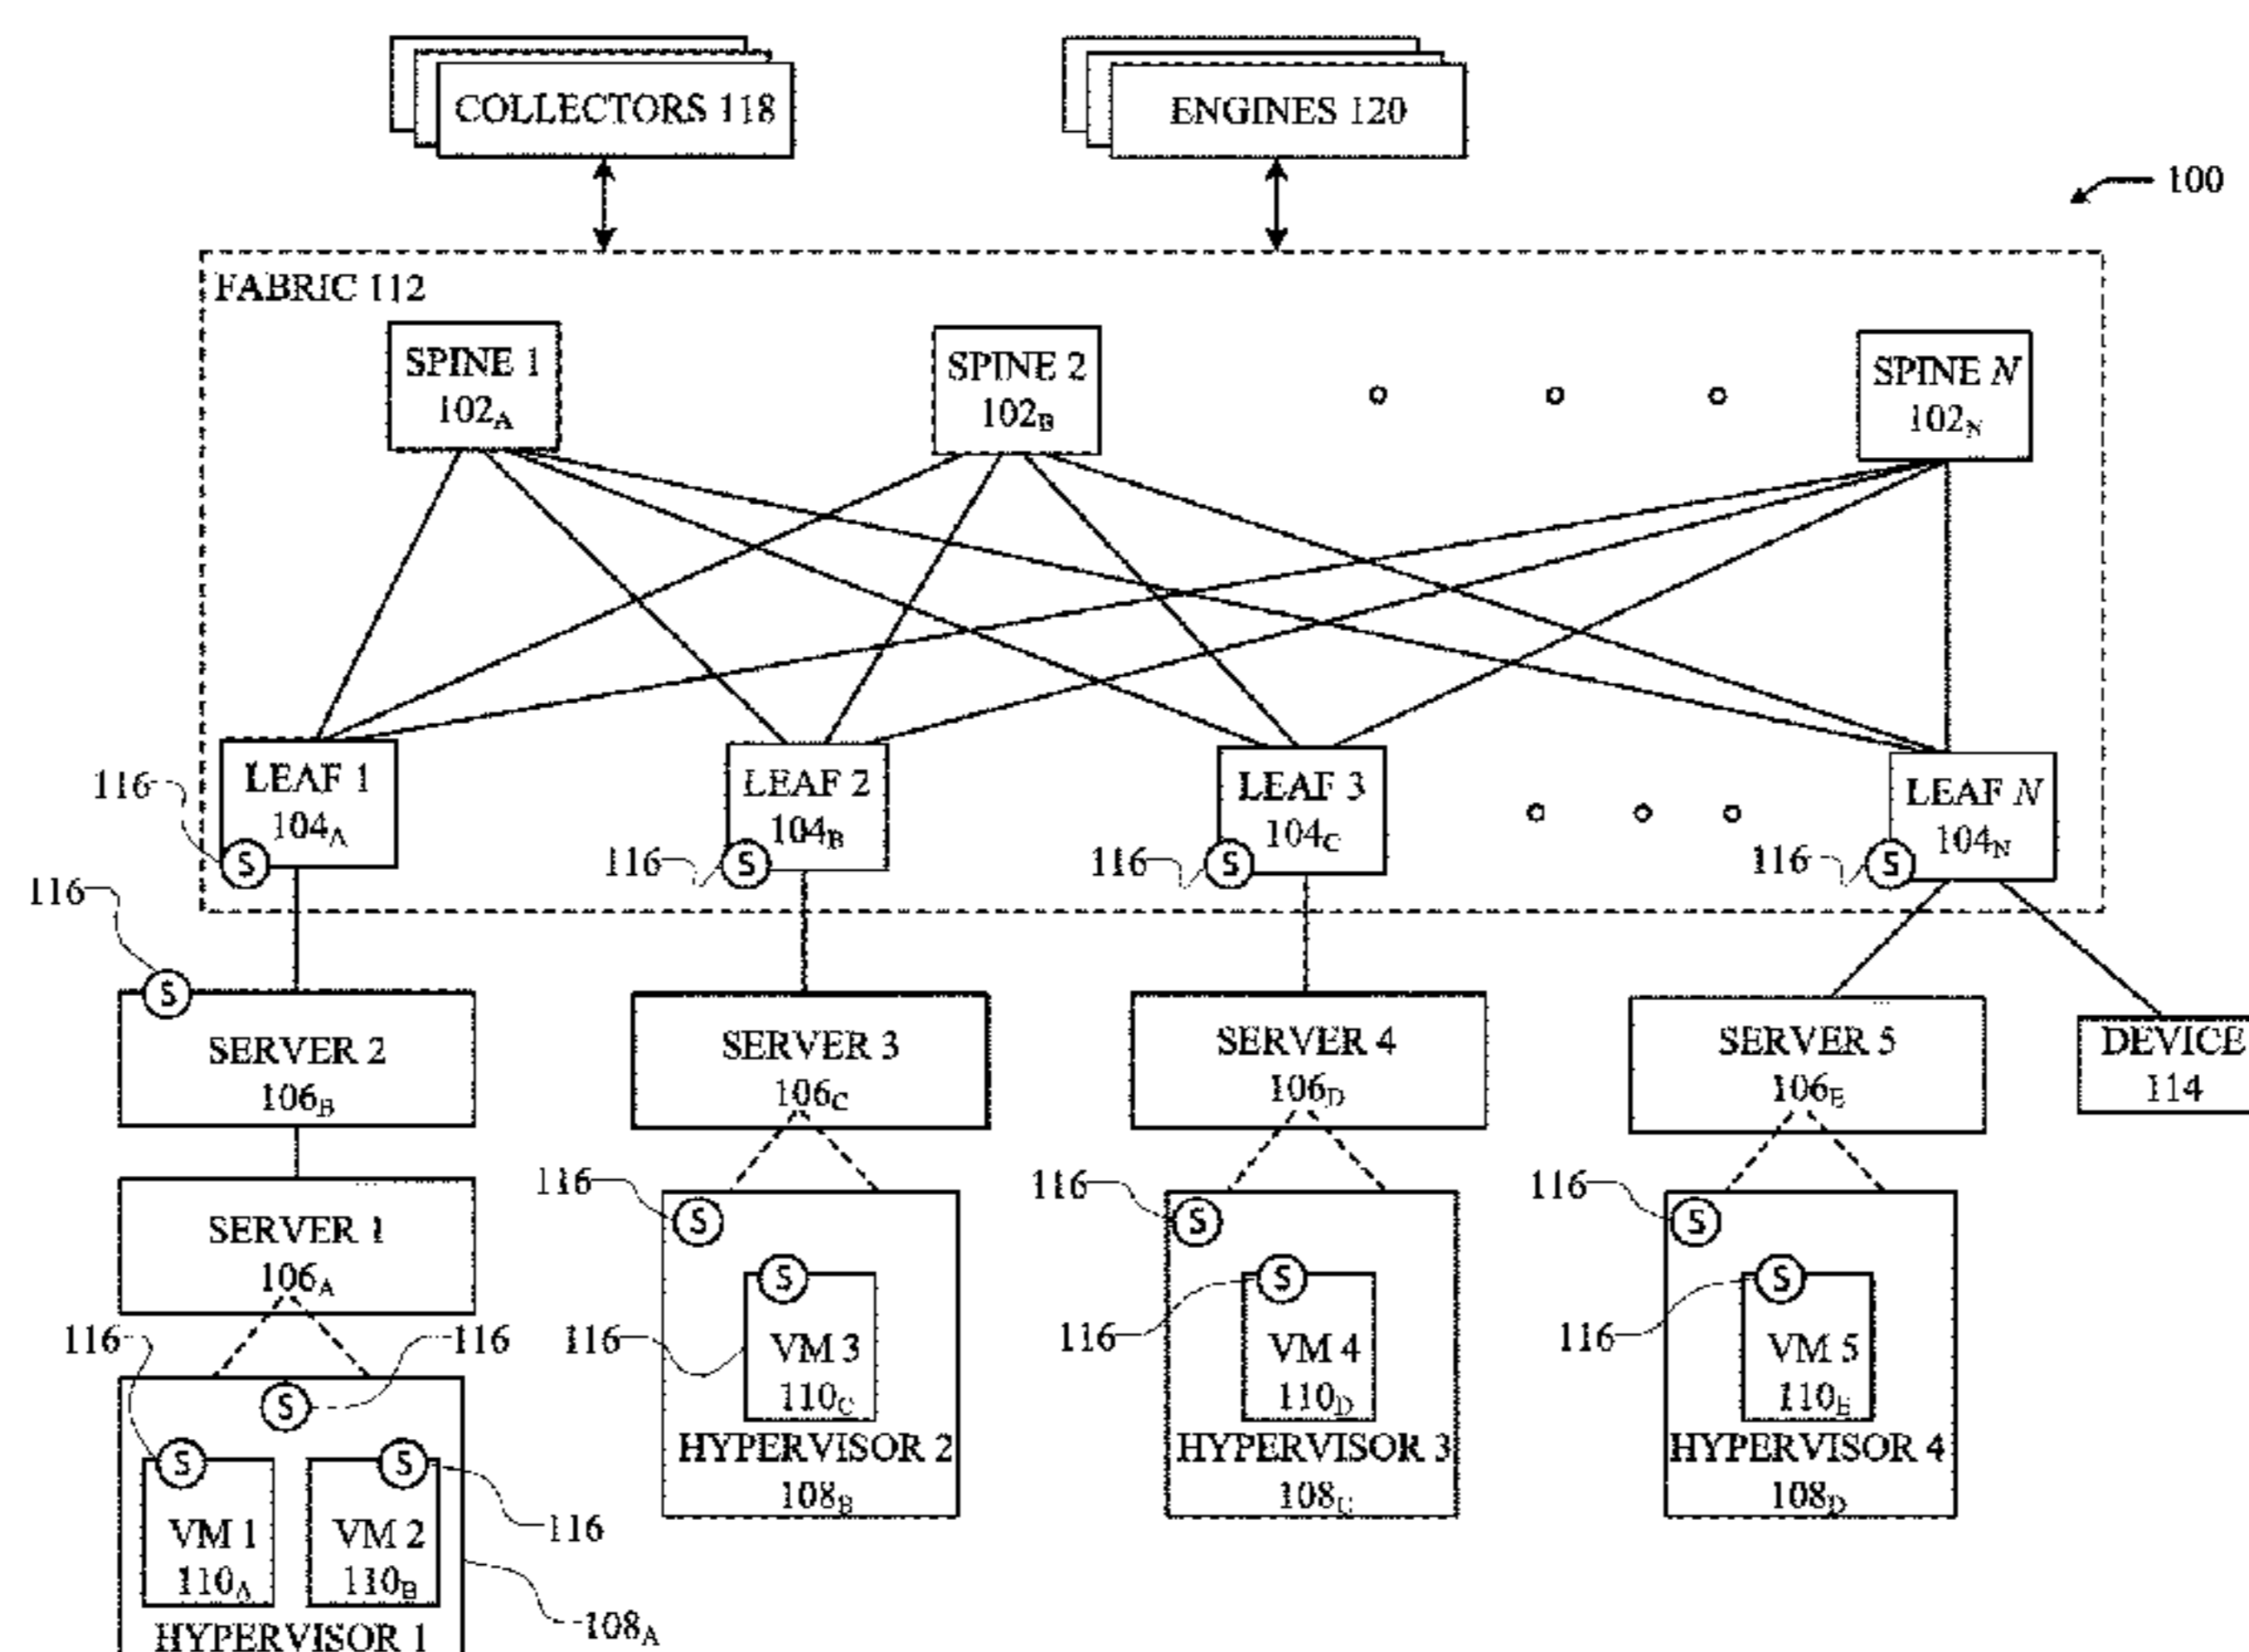 COLLECTORS 118
ENGINES 120
100
FABRIC 112
SPINE 1
102A
SPINE 2
102B
SPINE N
102N
LEAF 1
104A
LEAF 2
104B
LEAF 3
104C
LEAF N
104N
116
S
116
S
116
S
116
S
116
S
SERVER 2
106B
SERVER 3
106C
SERVER 4
106D
SERVER 5
106E
DEVICE
114
SERVER 1
106A
116
S
116
S
116
S
116
S
116
S
116
S
116
S
116
S
116
S
VM 3
110C
HYPERVISOR 2
108B
VM 4
110D
HYPERVISOR 3
108C
VM 5
110E
HYPERVISOR 4
108D
VM 1
110A
VM 2
110B
HYPERVISOR 1
108A